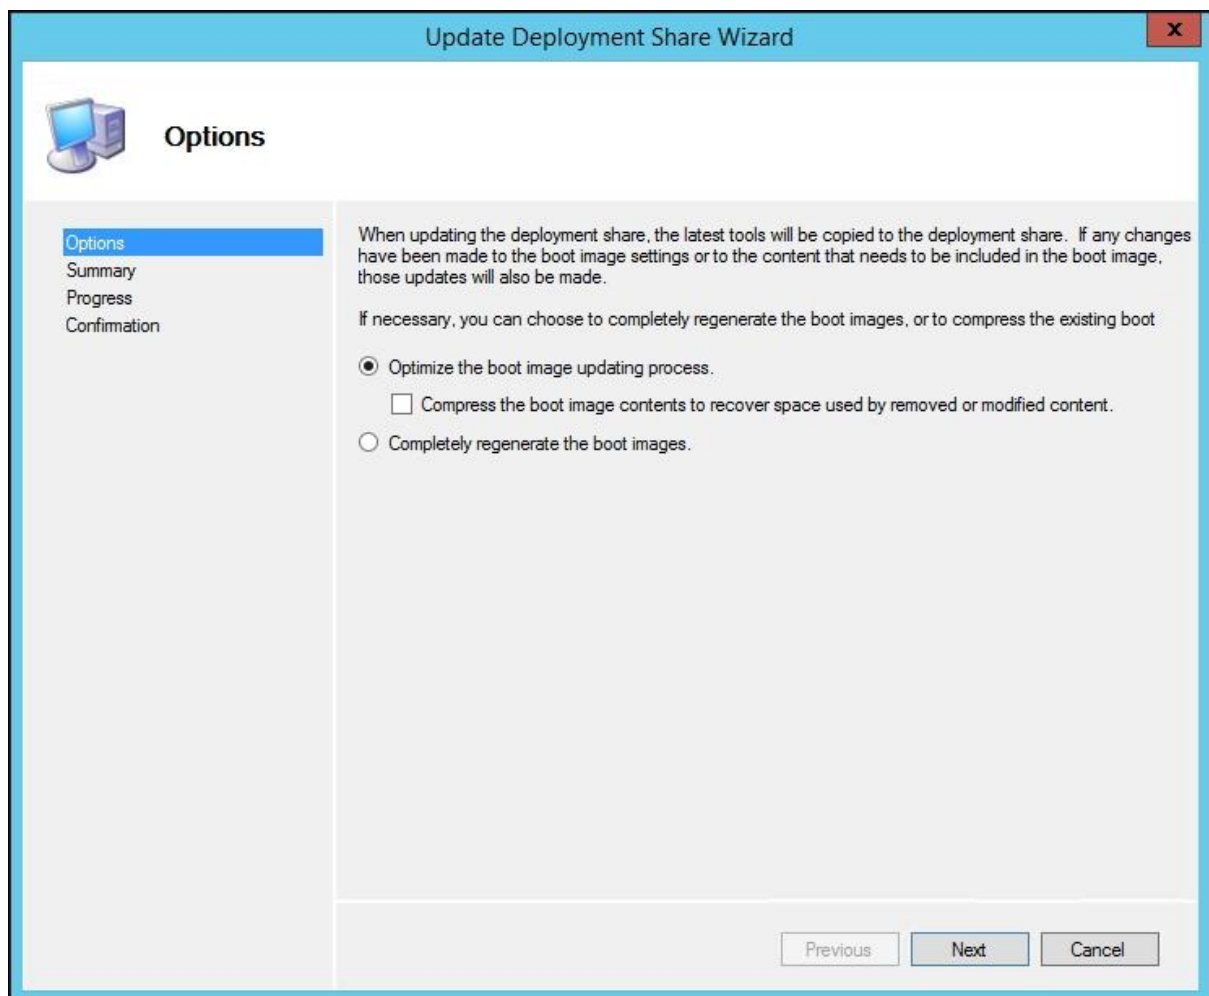 Update Deployment Share Wizard
x
Options
Options
Summary
Progress
Confirmation
When updating the deployment share, the latest tools will be copied to the deployment share. If any changes
have been made to the boot image settings or to the content that needs to be included in the boot image,
those updates will also be made.
If necessary, you can choose to completely regenerate the boot images, or to compress the existing boot
Optimize the boot image updating process.
Compress the boot image contents to recover space used by removed or modified content.
Completely regenerate the boot images.
Previous
Next
Cancel